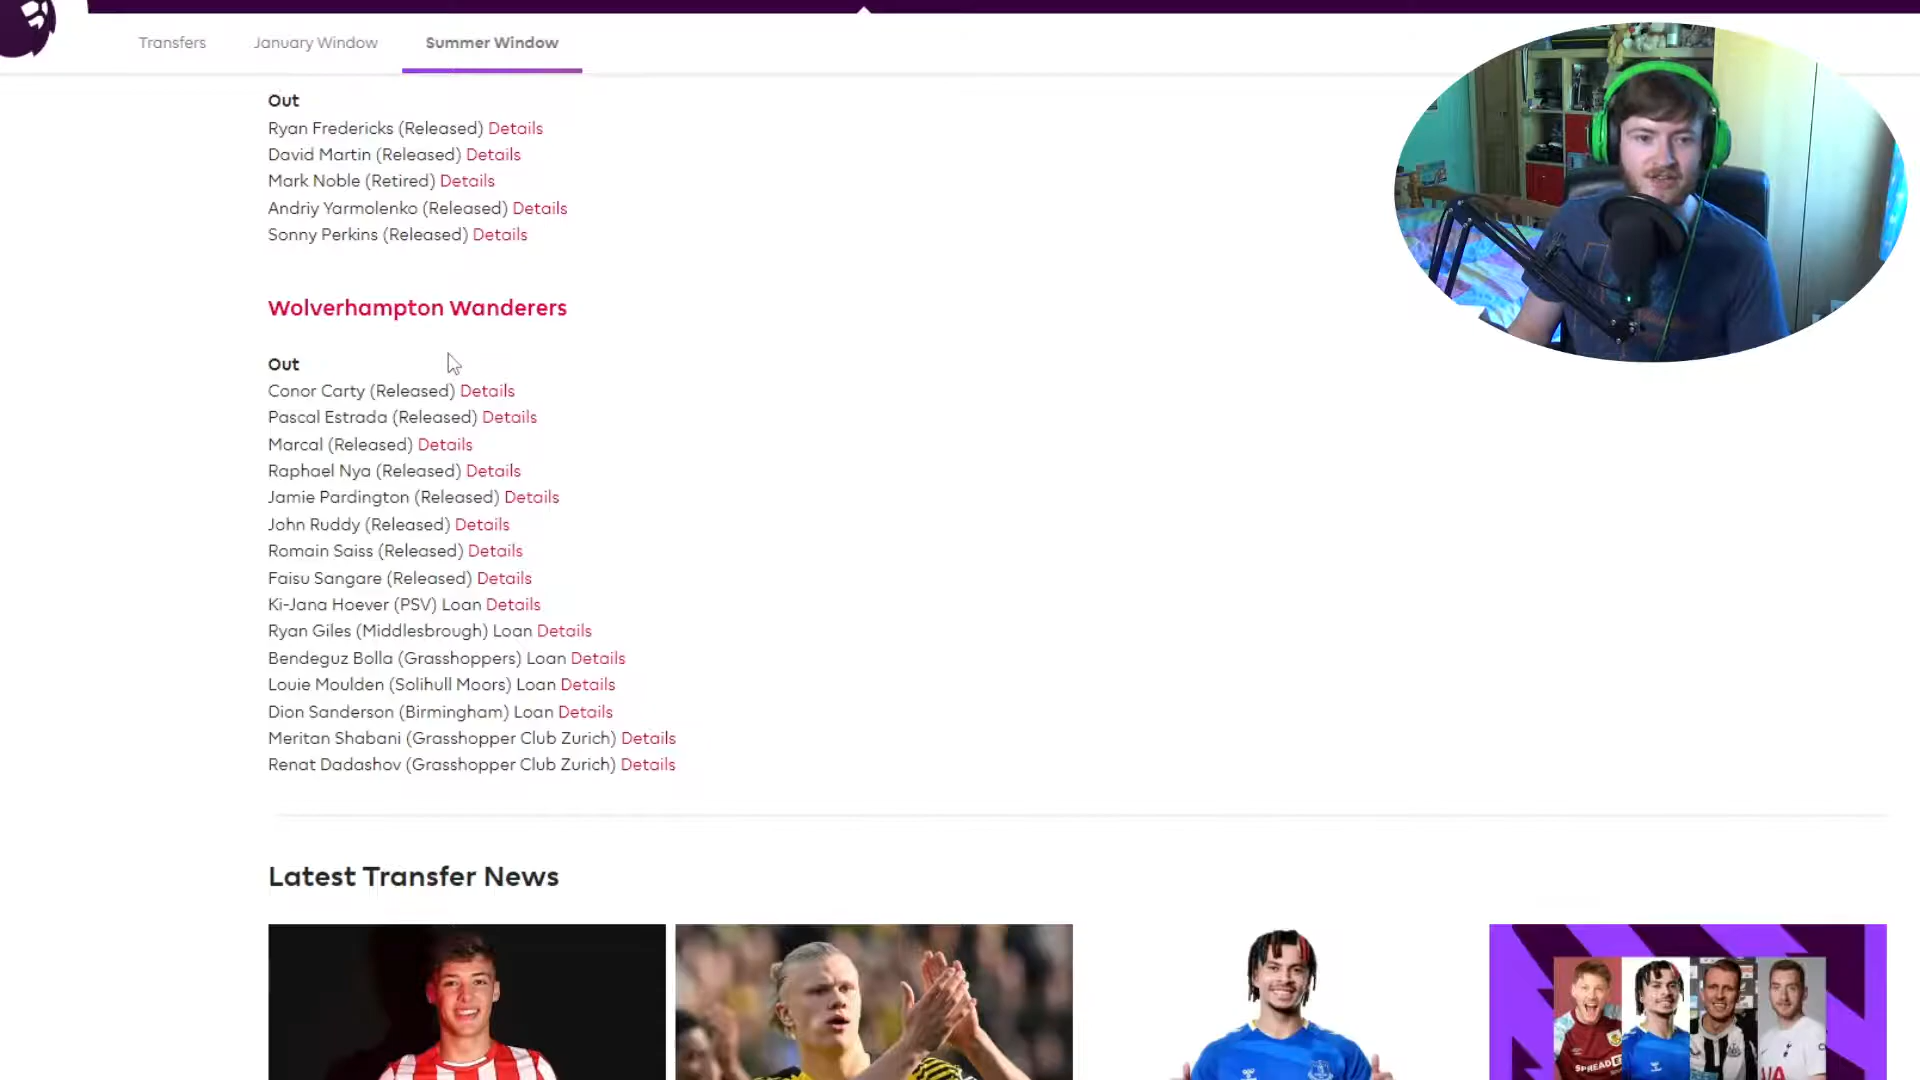 Transfers January Window Summer Window
Out
Ryan Fredericks (Released) Details
David Martin (Released) Details
Mark Noble (Retired) Details
Andriy Yarmolenko (Released) Details
Sonny Perkins (Released) Details
Wolverhampton Wanderers
Out
Conor Carty (Released) Details
Pascal Estrada (Released) Details
Marcal (Released) Details
Raphael Nya (Released) Details
Jamie Pardington (Released) Details
John Ruddy (Released) Details
Romain Saiss (Released) Details
Faisu Sangare (Released) Details
Ki-Jana Hoever (PSV) Loan Details
Ryan Giles (Middlesbrough) Loan Details
Bendeguz Bolla (Grasshoppers) Loan Details
Louie Moulden (Solihull Moors) Loan Details
Dion Sanderson (Birmingham) Loan Details
Meritan Shabani (Grasshopper Club Zurich) Details
Renat Dadashov (Grasshopper Club Zurich) Details
Latest Transfer News